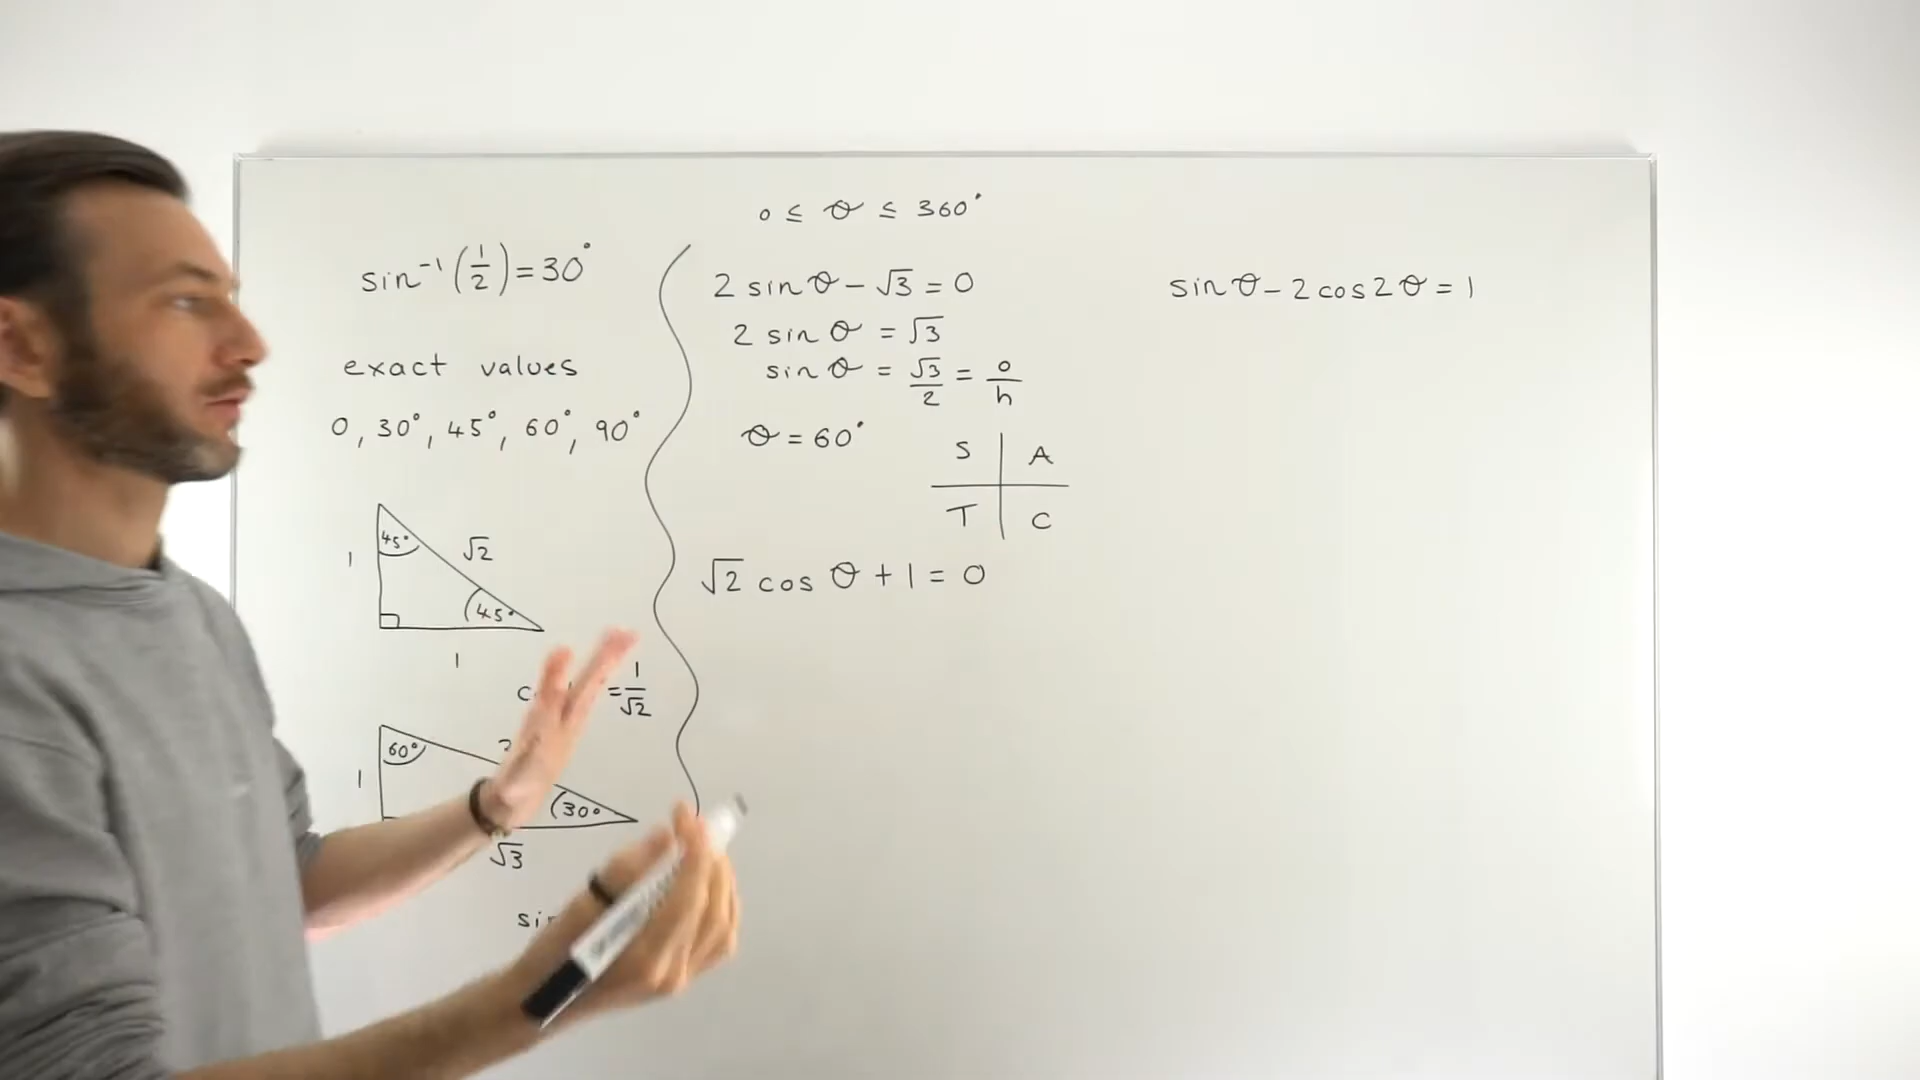 0 ≤ θ ≤ 360°
sin⁻¹(1/2) = 30°
exact values
0, 30°, 45°, 60°, 90°
45°
1
√2
45°
1
= 1/√2
60°
1
30°
√3
2 sin θ − √3 = 0
2 sin θ = √3
sin θ = √3/2 = o/h
θ = 60°
S A
T C
√2 cos θ + 1 = 0
sin θ − 2 cos 2θ = 1